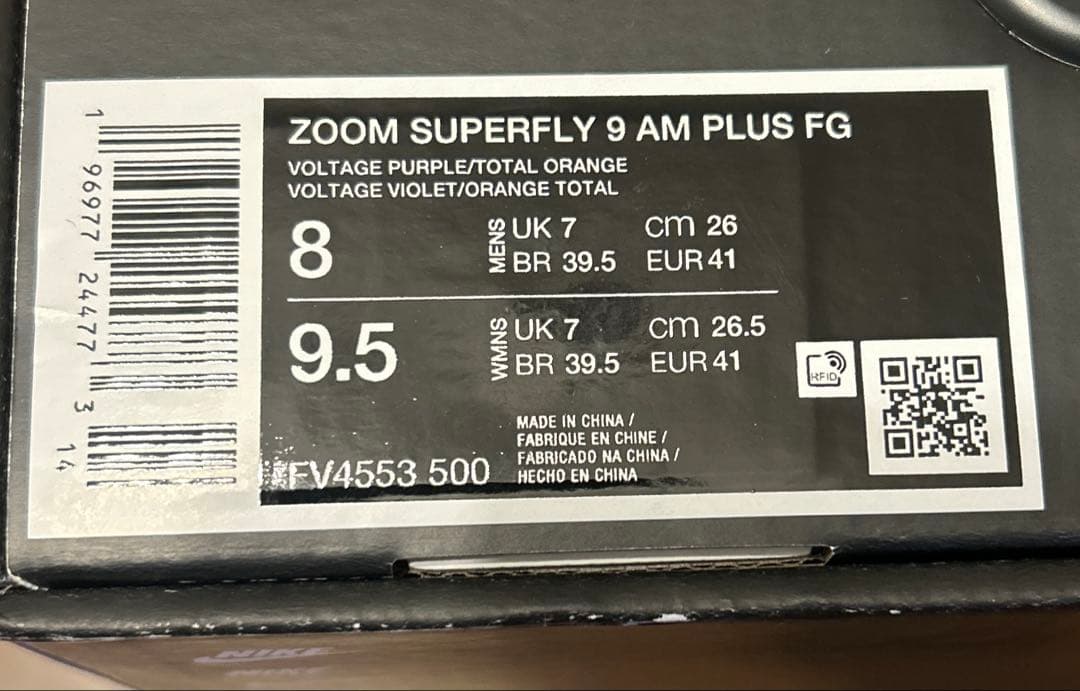 ZOOM SUPERFLY 9 AM PLUS FG
VOLTAGE PURPLE/TOTAL ORANGE
VOLTAGE VIOLET/ORANGE TOTAL
8
MENS
UK 7 cm 26
BR 39.5 EUR 41
9.5
WMNS
UK 7 cm 26.5
BR 39.5 EUR 41
MADE IN CHINA /
FABRIQUE EN CHINE /
FABRICADO NA CHINA /
HECHO EN CHINA
FV4553 500
RFID
1 96977 24477 3 14
NIKE